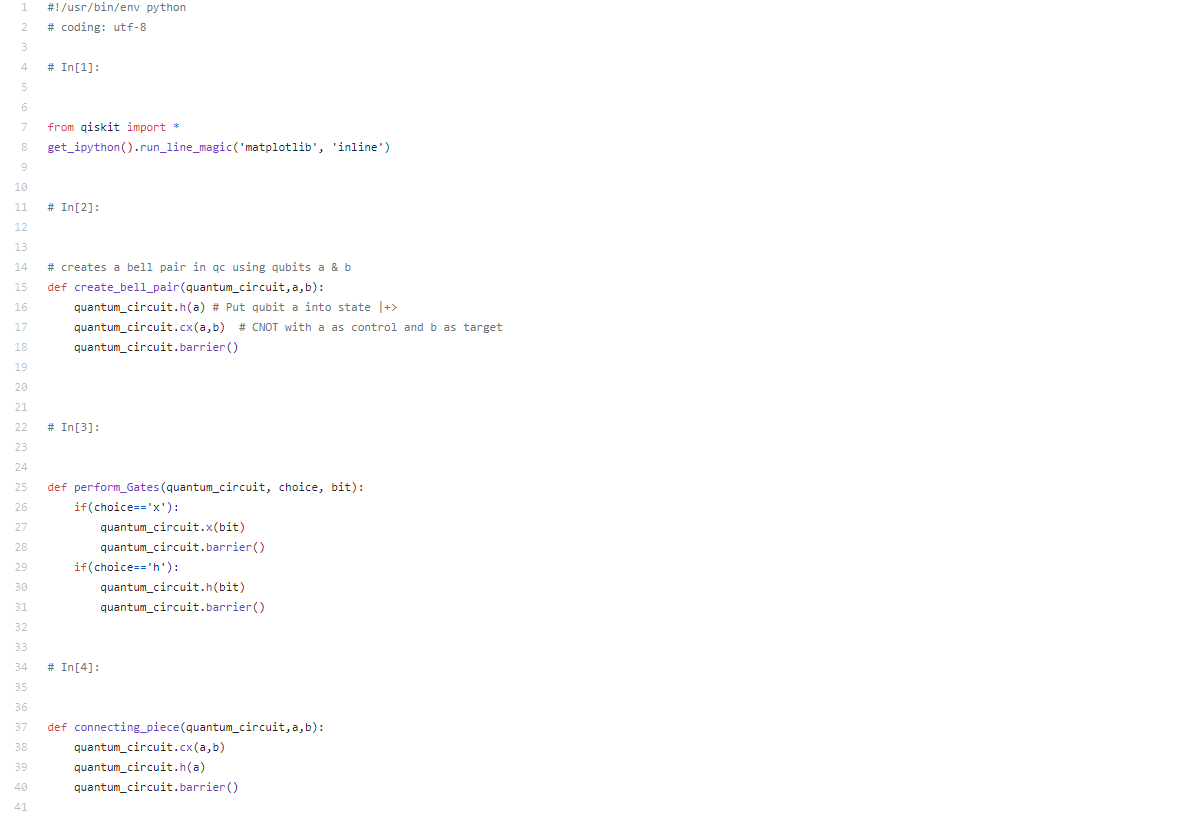 1 #!/usr/bin/env python
2 # coding: utf-8
3
4 # In[1]:
5
6
7 from qiskit import *
8 get_ipython().run_line_magic('matplotlib', 'inline')
9
10
11 # In[2]:
12
13
14 # creates a bell pair in qc using qubits a & b
15 def create_bell_pair(quantum_circuit,a,b):
16     quantum_circuit.h(a) # Put qubit a into state |+>
17     quantum_circuit.cx(a,b)  # CNOT with a as control and b as target
18     quantum_circuit.barrier()
19
20
21
22 # In[3]:
23
24
25 def perform_Gates(quantum_circuit, choice, bit):
26     if(choice=='x'):
27         quantum_circuit.x(bit)
28         quantum_circuit.barrier()
29     if(choice=='h'):
30         quantum_circuit.h(bit)
31         quantum_circuit.barrier()
32
33
34 # In[4]:
35
36
37 def connecting_piece(quantum_circuit,a,b):
38     quantum_circuit.cx(a,b)
39     quantum_circuit.h(a)
40     quantum_circuit.barrier()
41